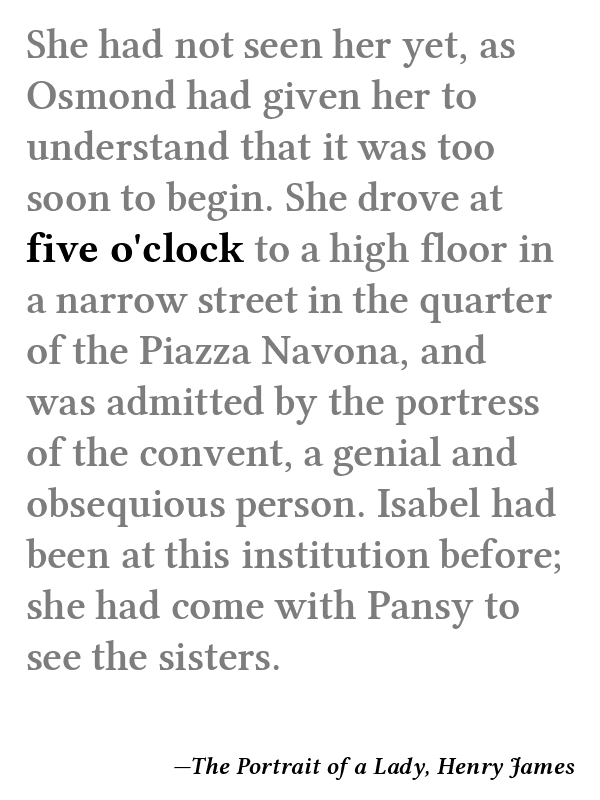 She had not seen her yet, as
Osmond had given her to
understand that it was too
soon to begin. She drove at
five o'clock to a high floor in
a narrow street in the quarter
of the Piazza Navona, and
was admitted by the portress
of the convent, a genial and
obsequious person. Isabel had
been at this institution before;
she had come with Pansy to
see the sisters.
—The Portrait of a Lady, Henry James